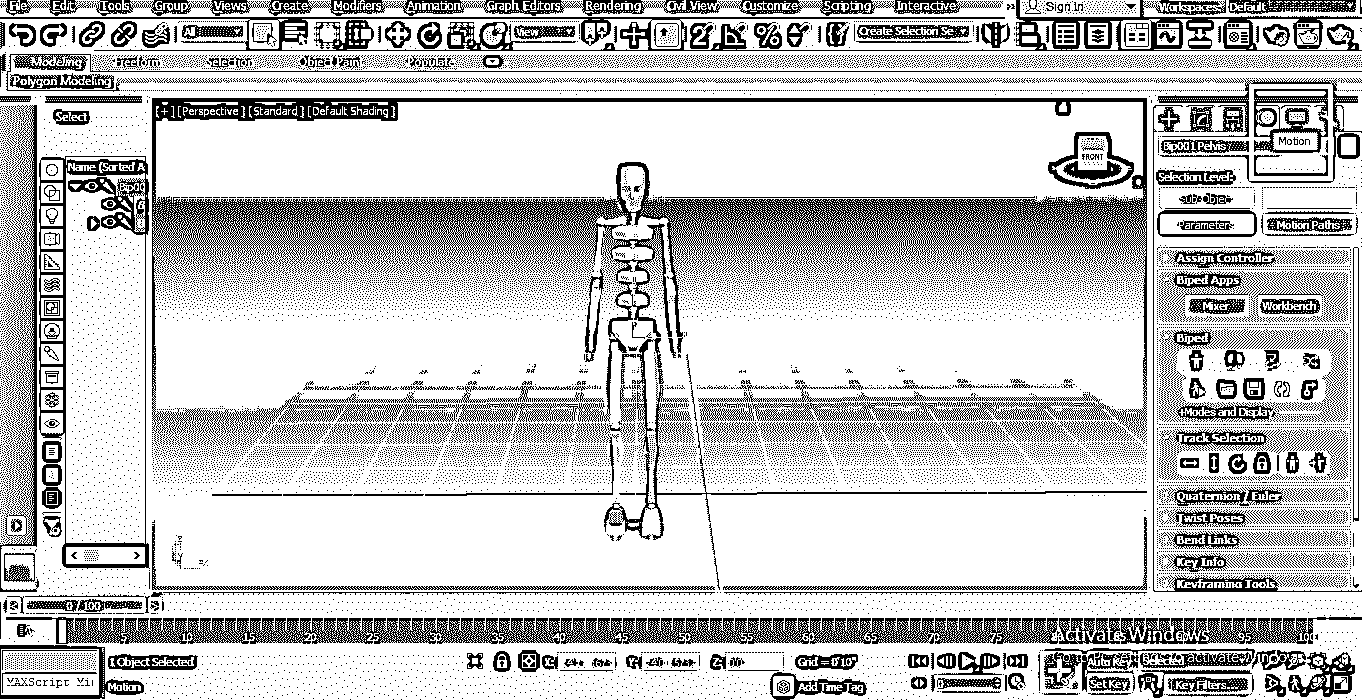 File Edit Tools Group Views Create Modifiers Animation Graph Editors Rendering Civil View Customize Scripting Interactive Sign In Workspaces: Default
All View Create Selection Se
Modeling Freeform Selection Object Paint Populate
Polygon Modeling
Select
[+] [Perspective] [Standard] [Default Shading]
FRONT
Motion
Bip001 Pelvis
Name (Sorted A
Bip00
Selection Level:
Sub-Object
Parameters Motion Paths
Assign Controller
Biped Apps
Mixer Workbench
Biped
+Modes and Display
Track Selection
Quaternion / Euler
Twist Poses
Bend Links
Key Info
Keyframing Tools
0 / 100
5 10 15 20 25 30 35 40 45 50 55 60 65 70 75 95 100
Activate Windows
1 Object Selected
Grid = 0'10"
Auto Key Selected
MAXScript Mi
Motion
Add Time Tag
Set Key Key Filters...